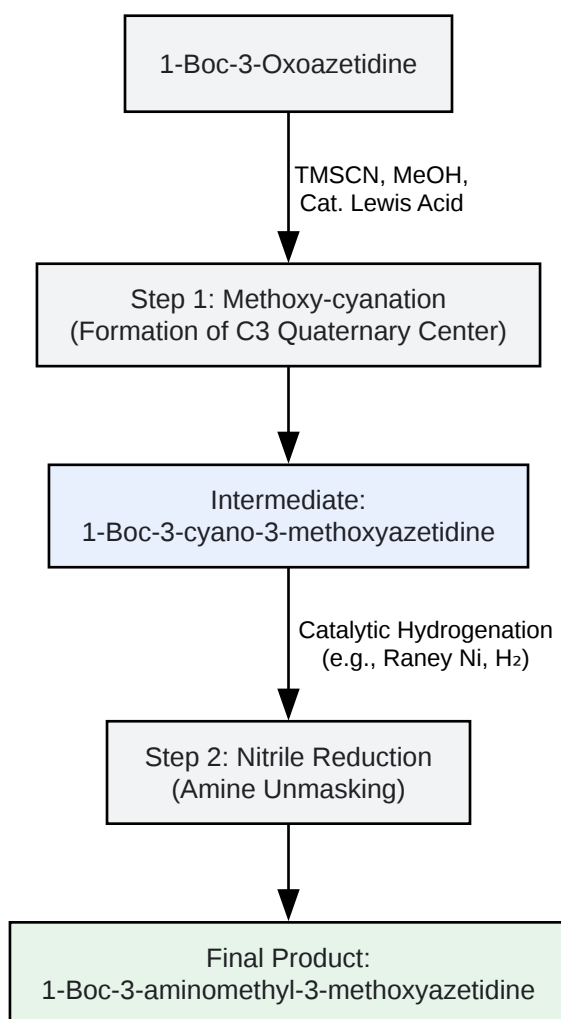 1-Boc-3-Oxoazetidine
TMSCN, MeOH,
Cat. Lewis Acid
Step 1: Methoxy-cyanation
(Formation of C3 Quaternary Center)
Intermediate:
1-Boc-3-cyano-3-methoxyazetidine
Catalytic Hydrogenation
(e.g., Raney Ni, H₂)
Step 2: Nitrile Reduction
(Amine Unmasking)
Final Product:
1-Boc-3-aminomethyl-3-methoxyazetidine